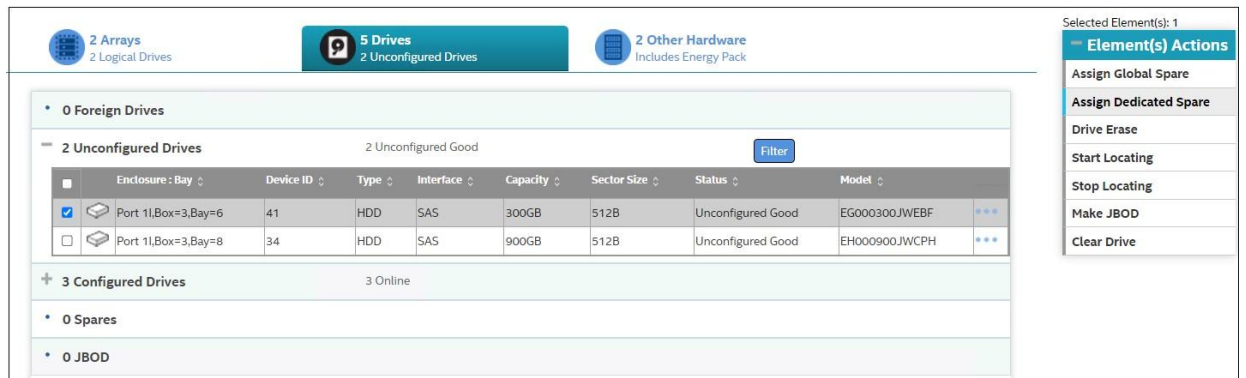 Selected Element(s): 1
2 Arrays
2 Logical Drives
5 Drives
2 Unconfigured Drives
2 Other Hardware
Includes Energy Pack
Element(s) Actions
Assign Global Spare
Assign Dedicated Spare
Drive Erase
Start Locating
Stop Locating
Make JBOD
Clear Drive
0 Foreign Drives
2 Unconfigured Drives 2 Unconfigured Good Filter
Enclosure : Bay Device ID Type Interface Capacity Sector Size Status Model
Port 1I,Box=3,Bay=6 41 HDD SAS 300GB 512B Unconfigured Good EG000300JWEBF
Port 1I,Box=3,Bay=8 34 HDD SAS 900GB 512B Unconfigured Good EH000900JWCPH
3 Configured Drives 3 Online
0 Spares
0 JBOD